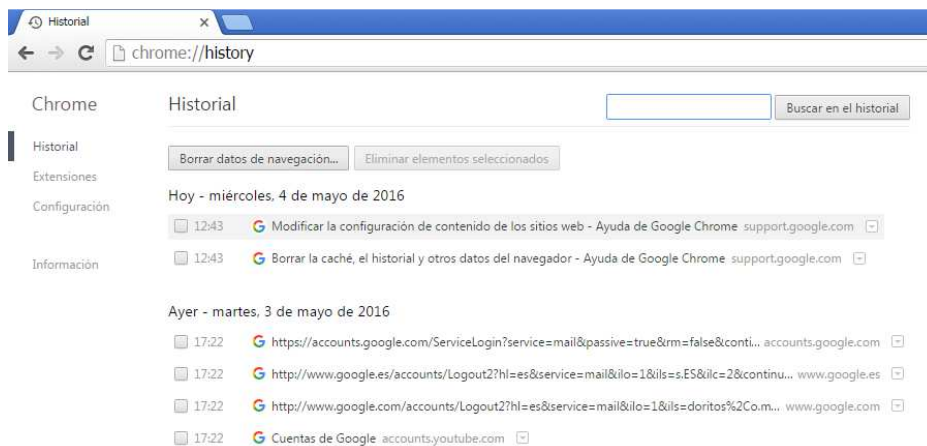 Historial
chrome://history
Chrome
Historial
Buscar en el historial
Historial
Extensiones
Configuración
Información
Borrar datos de navegación...
Eliminar elementos seleccionados
Hoy - miércoles, 4 de mayo de 2016
12:43 Modificar la configuración de contenido de los sitios web - Ayuda de Google Chrome support.google.com
12:43 Borrar la caché, el historial y otros datos del navegador - Ayuda de Google Chrome support.google.com
Ayer - martes, 3 de mayo de 2016
17:22 https://accounts.google.com/ServiceLogin?service=mail&passive=true&rm=false&conti... accounts.google.com
17:22 http://www.google.es/accounts/Logout2?hl=es&service=mail&ilo=1&ils=s.ES&ilc=2&continu... www.google.es
17:22 http://www.google.com/accounts/Logout2?hl=es&service=mail&ilo=1&ils=doritos%2Co.m... www.google.com
17:22 Cuentas de Google accounts.youtube.com